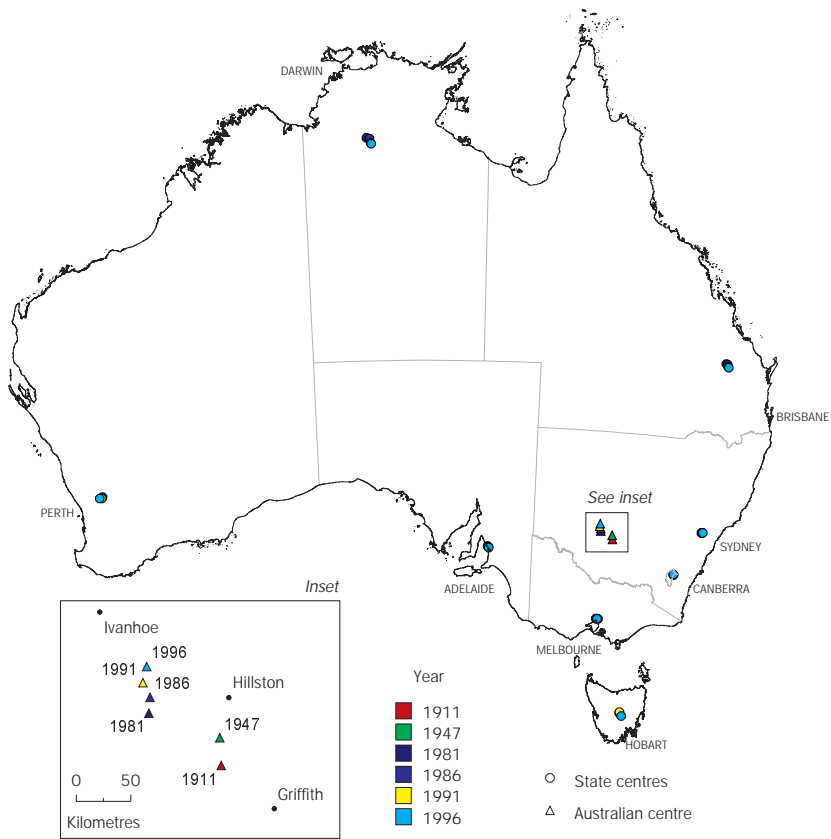 DARWIN
BRISBANE
See inset
PERTH
SYDNEY
ADELAIDE
CANBERRA
Inset
MELBOURNE
HOBART
Ivanhoe
1996
1991
1986
1981
Hillston
1947
1911
0 50
Kilometres
Griffith
Year
1911
1947
1981
1986
1991
1996
State centres
Australian centre